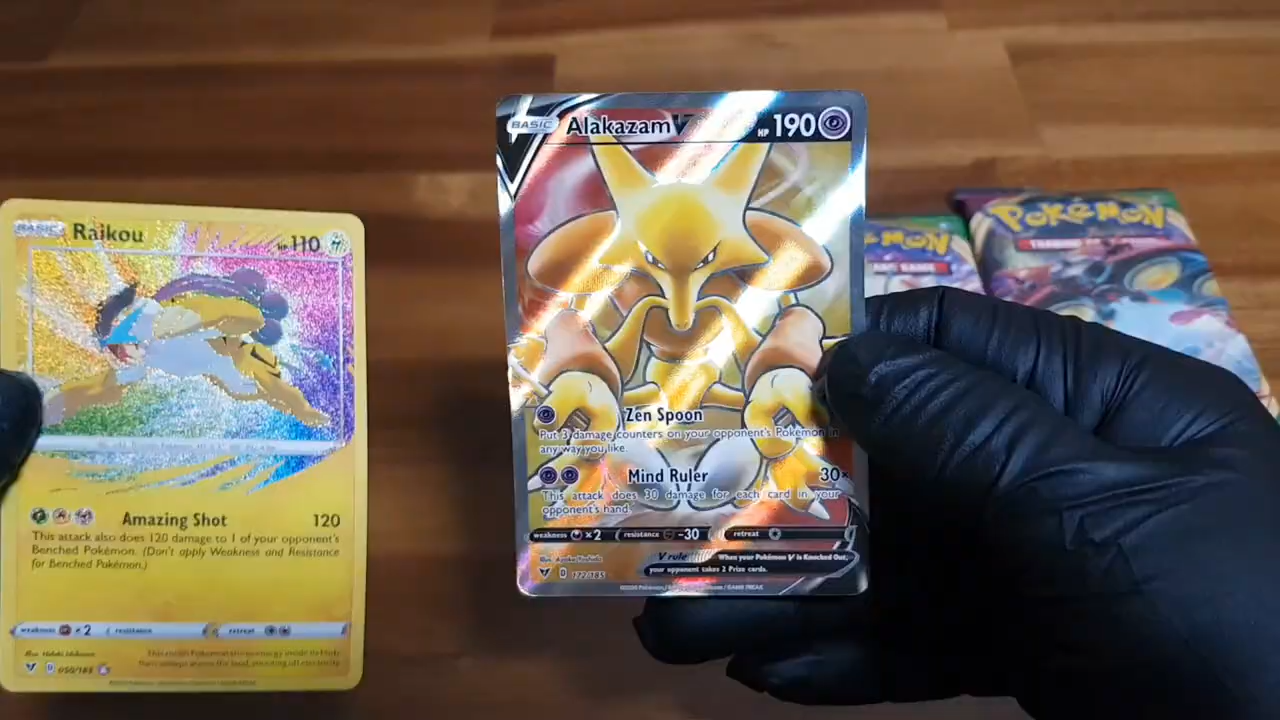 BASIC Raikou HP 110
Amazing Shot 120
This attack also does 120 damage to 1 of your opponent's
Benched Pokémon. (Don't apply Weakness and Resistance
for Benched Pokémon.)
weakness ×2 resistance retreat
D 050/185
BASIC Alakazam V HP 190
Zen Spoon
Put 3 damage counters on your opponent's Pokémon in
any way you like.
Mind Ruler 30×
This attack does 30 damage for each card in your
opponent's hand.
weakness ×2 resistance -30 retreat
V rule When your Pokémon V is Knocked Out,
your opponent takes 2 Prize cards.
D 172/185
POKÉMON